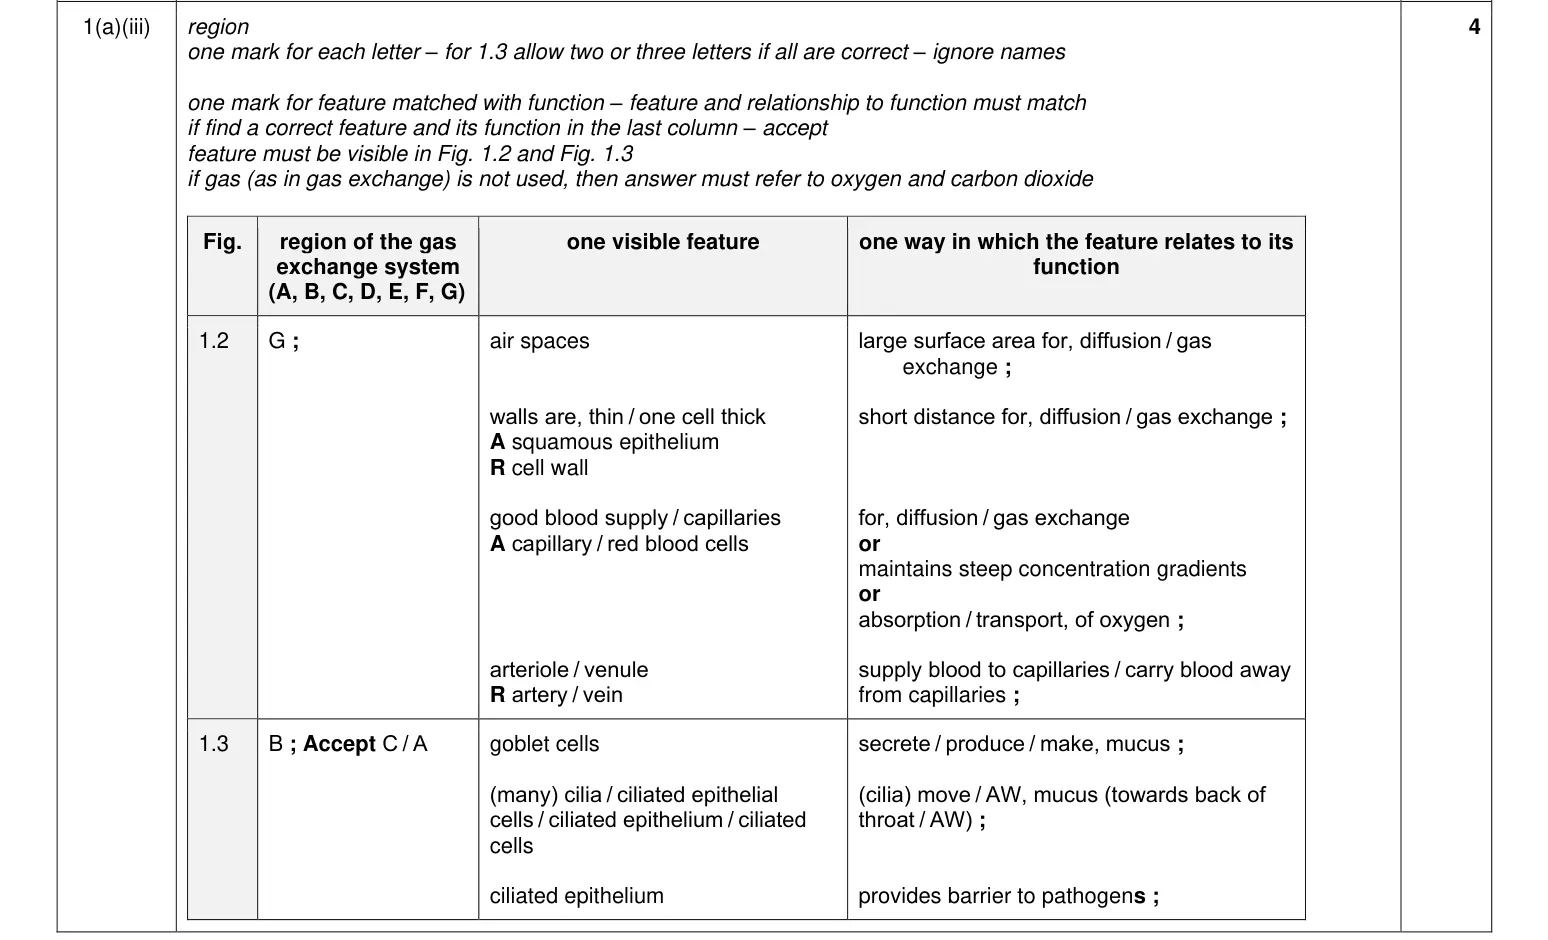 1(a)(iii)
region
one mark for each letter – for 1.3 allow two or three letters if all are correct – ignore names
one mark for feature matched with function – feature and relationship to function must match
if find a correct feature and its function in the last column – accept
feature must be visible in Fig. 1.2 and Fig. 1.3
if gas (as in gas exchange) is not used, then answer must refer to oxygen and carbon dioxide
4
Fig.
region of the gas
exchange system
(A, B, C, D, E, F, G)
one visible feature
one way in which the feature relates to its
function
1.2
G ;
air spaces
large surface area for, diffusion / gas
exchange ;
walls are, thin / one cell thick
A squamous epithelium
R cell wall
short distance for, diffusion / gas exchange ;
good blood supply / capillaries
A capillary / red blood cells
for, diffusion / gas exchange
or
maintains steep concentration gradients
or
absorption / transport, of oxygen ;
arteriole / venule
R artery / vein
supply blood to capillaries / carry blood away
from capillaries ;
1.3
B ; Accept C / A
goblet cells
secrete / produce / make, mucus ;
(many) cilia / ciliated epithelial
cells / ciliated epithelium / ciliated
cells
(cilia) move / AW, mucus (towards back of
throat / AW) ;
ciliated epithelium
provides barrier to pathogens ;